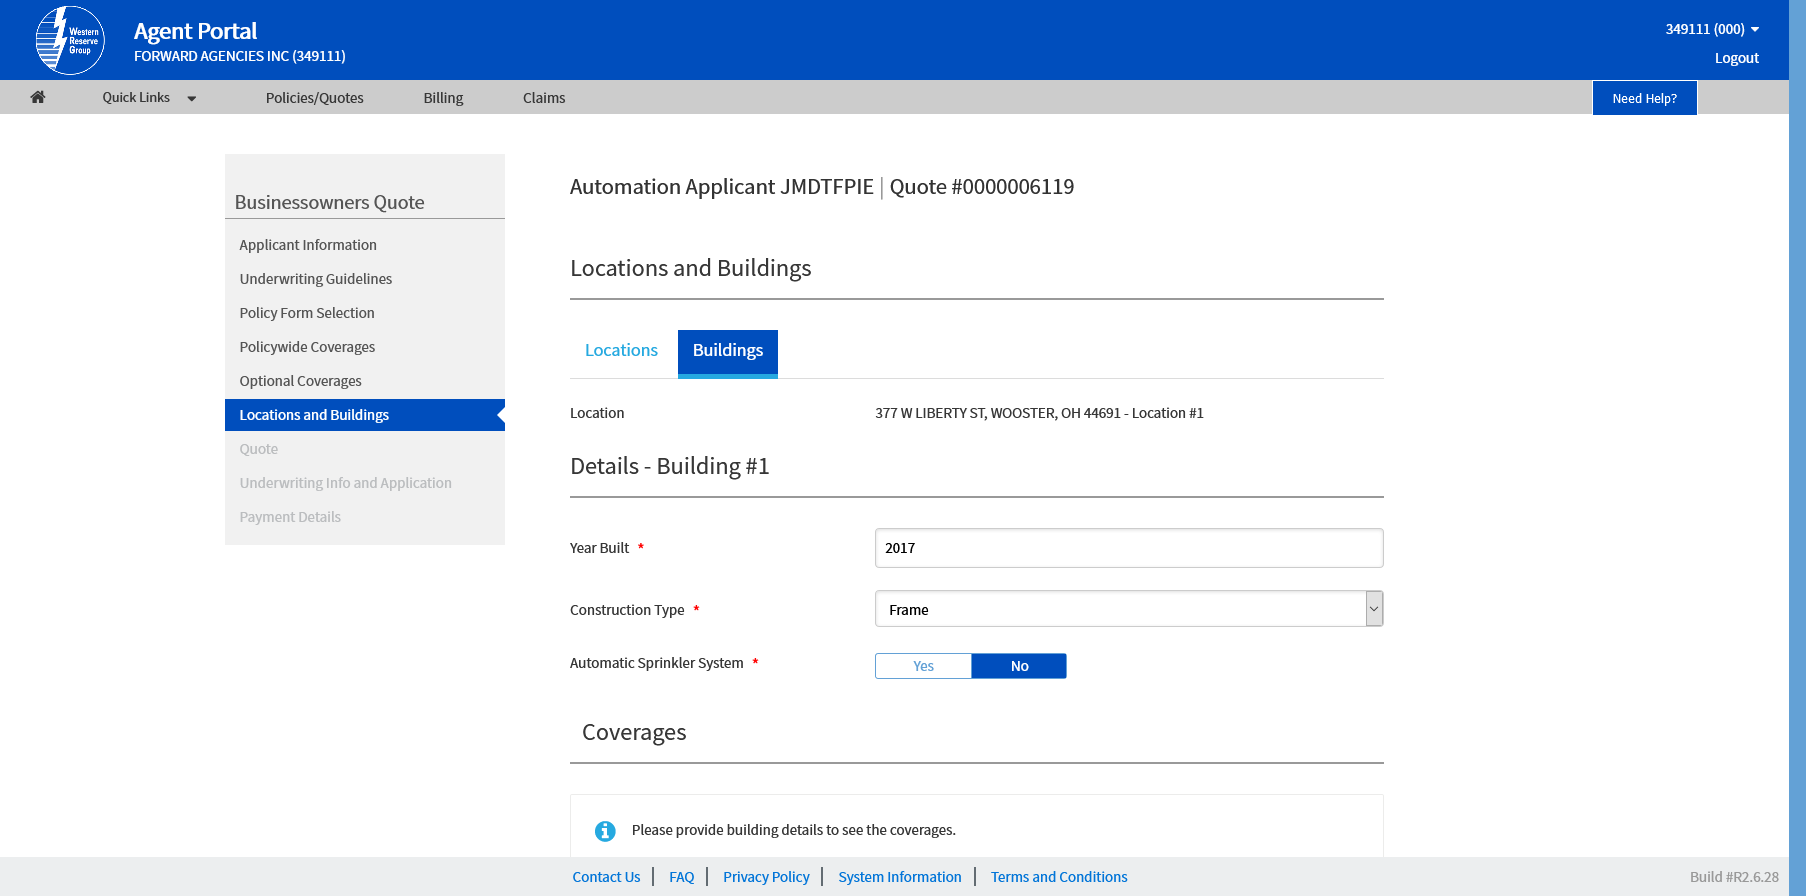 Western
Reserve
Group
Agent Portal
FORWARD AGENCIES INC (349111)
349111 (000)
Logout
Quick Links
Policies/Quotes
Billing
Claims
Need Help?
Businessowners Quote
Applicant Information
Underwriting Guidelines
Policy Form Selection
Policywide Coverages
Optional Coverages
Locations and Buildings
Quote
Underwriting Info and Application
Payment Details
Automation Applicant JMDTFPIE | Quote #0000006119
Locations and Buildings
Locations Buildings
Location 377 W LIBERTY ST, WOOSTER, OH 44691 - Location #1
Details - Building #1
Year Built * 2017
Construction Type * Frame
Automatic Sprinkler System * Yes No
Coverages
Please provide building details to see the coverages.
Contact Us | FAQ | Privacy Policy | System Information | Terms and Conditions
Build #R2.6.28